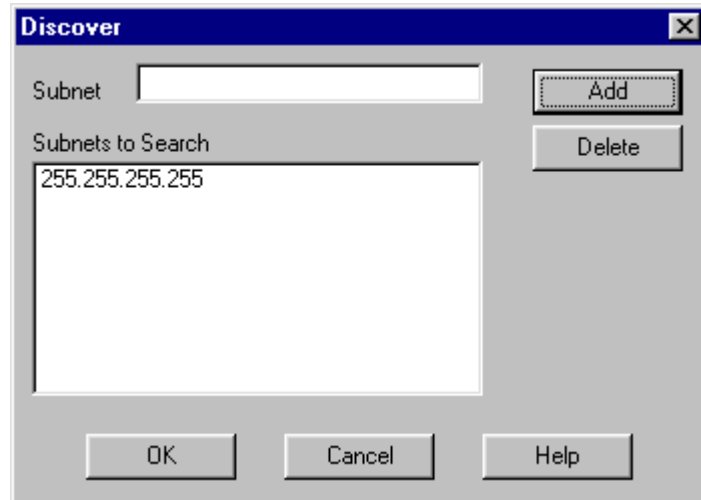 Discover
Subnet
Add
Subnets to Search
Delete
255.255.255.255
OK
Cancel
Help